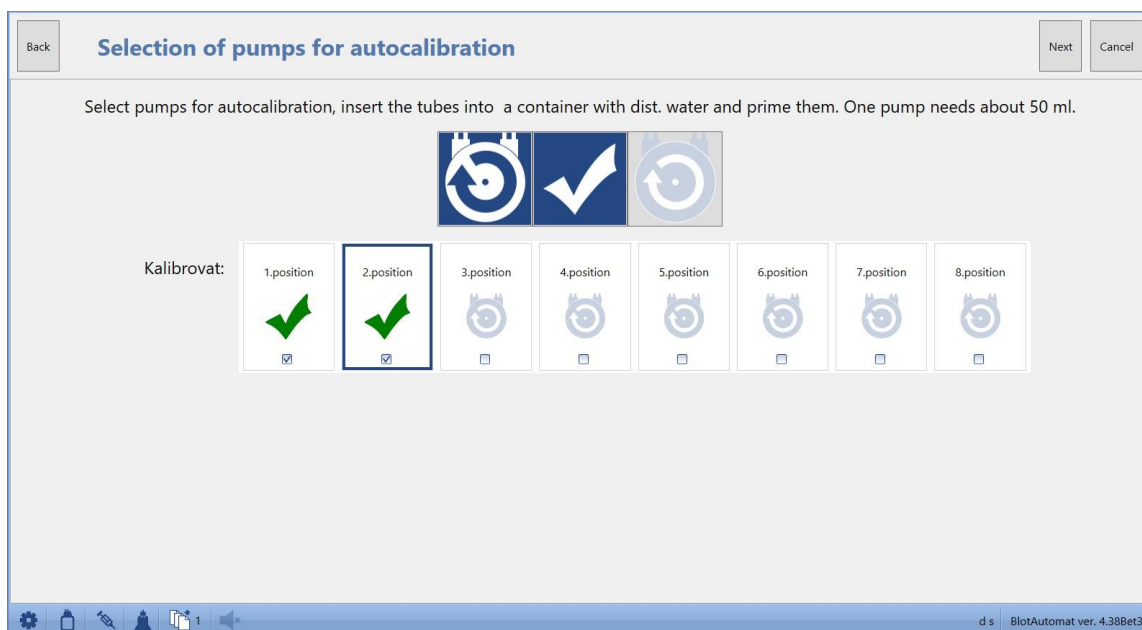 Back
Selection of pumps for autocalibration
Next
Cancel
Select pumps for autocalibration, insert the tubes into a container with dist. water and prime them. One pump needs about 50 ml.
Kalibrovat:
1.position
2.position
3.position
4.position
5.position
6.position
7.position
8.position
1
d s
BlotAutomat ver. 4.38Bet3